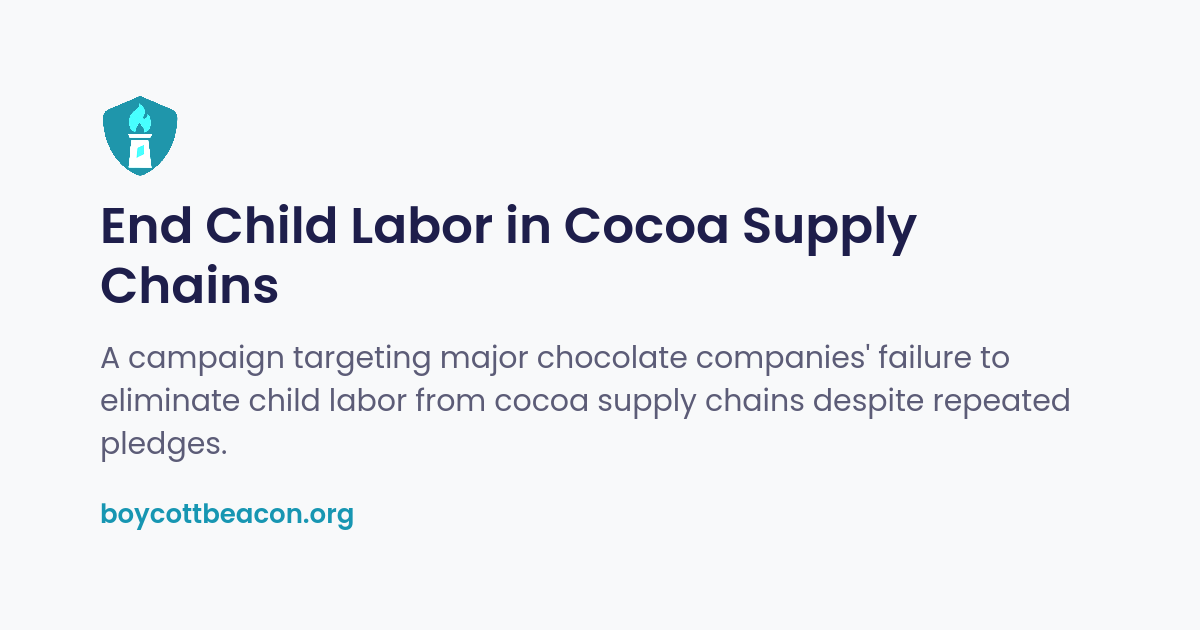 End Child Labor in Cocoa Supply
Chains
A campaign targeting major chocolate companies' failure to
eliminate child labor from cocoa supply chains despite repeated
pledges.
boycottbeacon.org